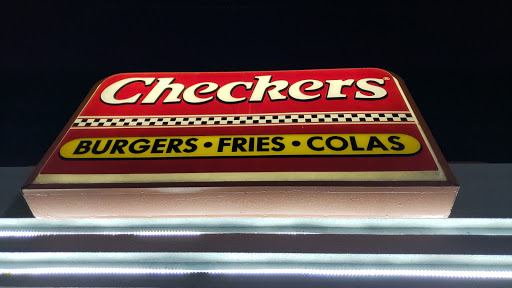 Checkers®
BURGERS • FRIES • COLAS